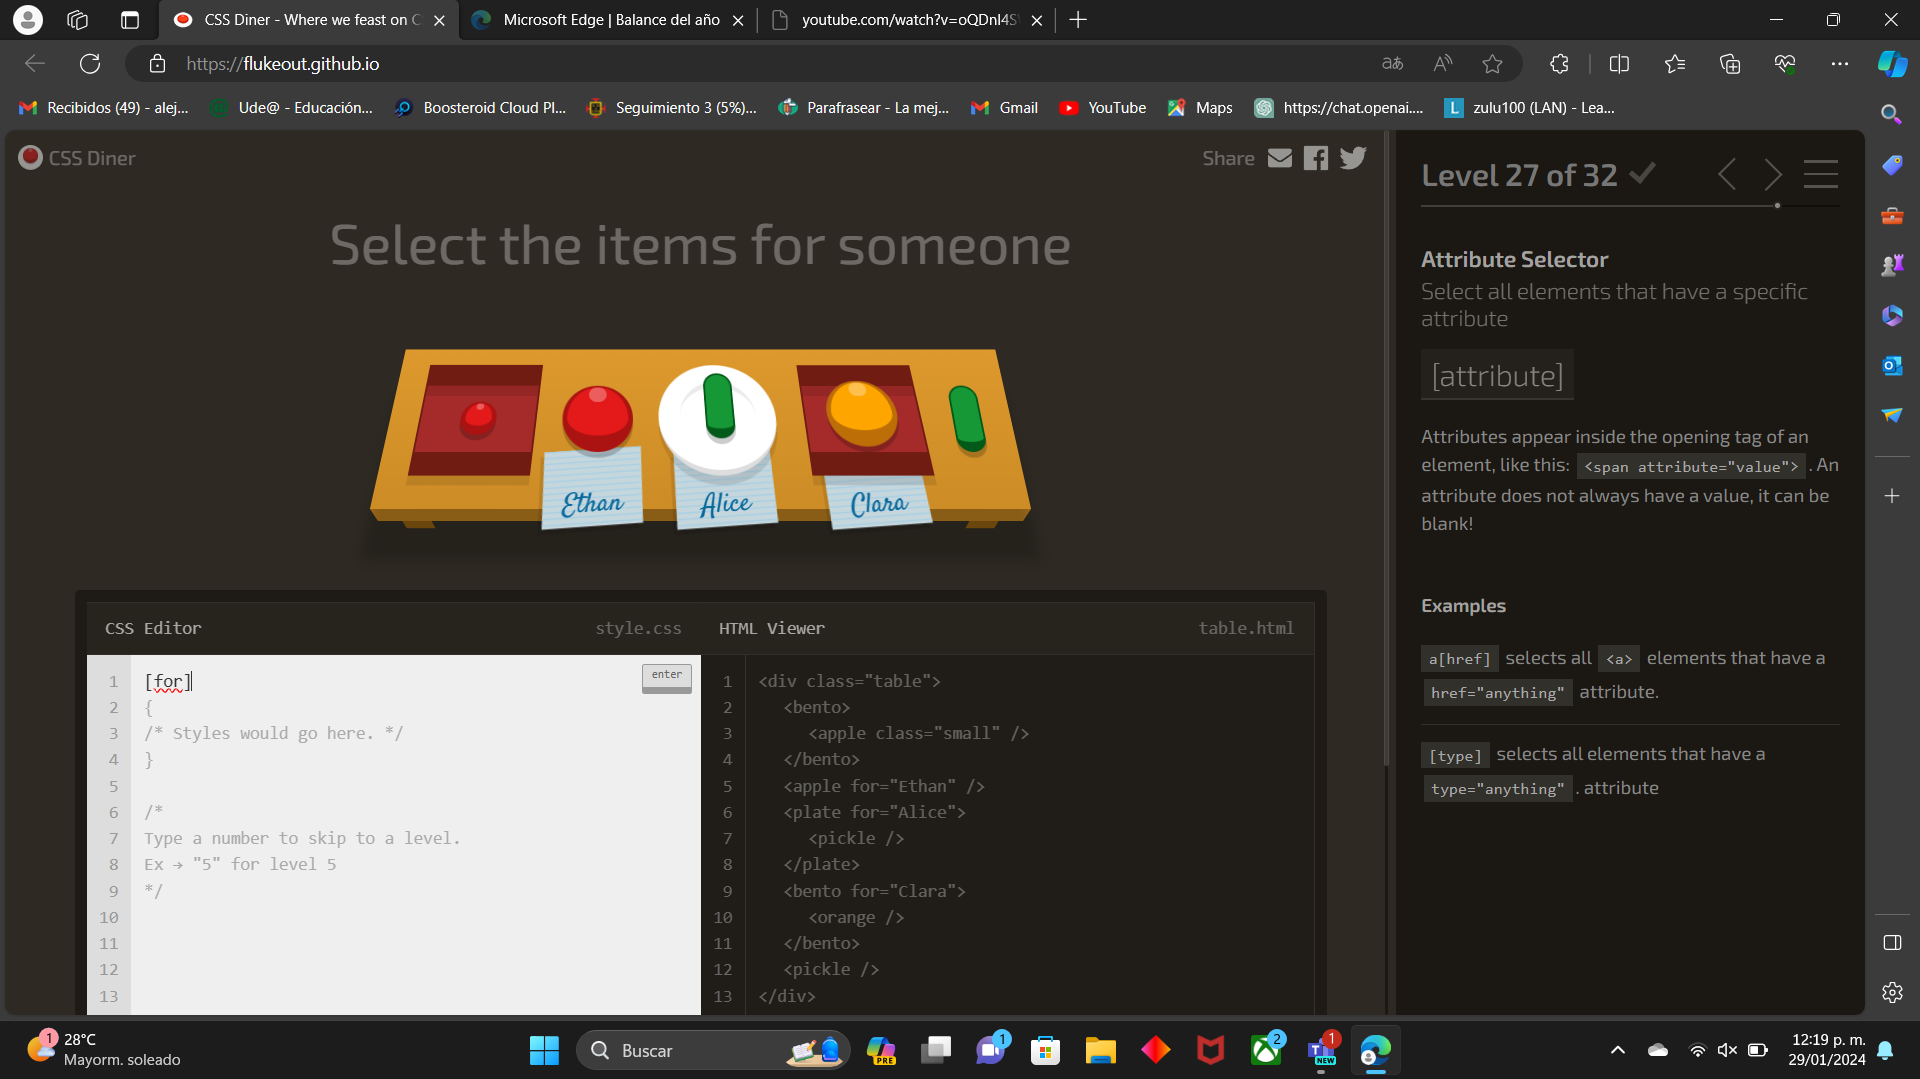 CSS Diner - Where we feast on C
Microsoft Edge | Balance del año
youtube.com/watch?v=oQDnI4S
https://flukeout.github.io
Recibidos (49) - alej...
Ude@ - Educación...
Boosteroid Cloud Pl...
Seguimiento 3 (5%)...
Parafrasear - La mej...
Gmail
YouTube
Maps
https://chat.openai....
L zulu100 (LAN) - Lea...
CSS Diner
Share
Select the items for someone
Ethan
Alice
Clara
CSS Editor
style.css
HTML Viewer
table.html
enter
1 [for]
2 {
3 /* Styles would go here. */
4 }
5
6 /*
7 Type a number to skip to a level.
8 Ex → "5" for level 5
9 */
10
11
12
13
1 <div class="table">
2 <bento>
3 <apple class="small" />
4 </bento>
5 <apple for="Ethan" />
6 <plate for="Alice">
7 <pickle />
8 </plate>
9 <bento for="Clara">
10 <orange />
11 </bento>
12 <pickle />
13 </div>
Level 27 of 32
Attribute Selector
Select all elements that have a specific
attribute
[attribute]
Attributes appear inside the opening tag of an
element, like this: <span attribute="value"> . An
attribute does not always have a value, it can be
blank!
Examples
a[href] selects all <a> elements that have a
href="anything" attribute.
[type] selects all elements that have a
type="anything" . attribute
1
28°C
Mayorm. soleado
Buscar
PRE
1
2
1
NEW
12:19 p. m.
29/01/2024